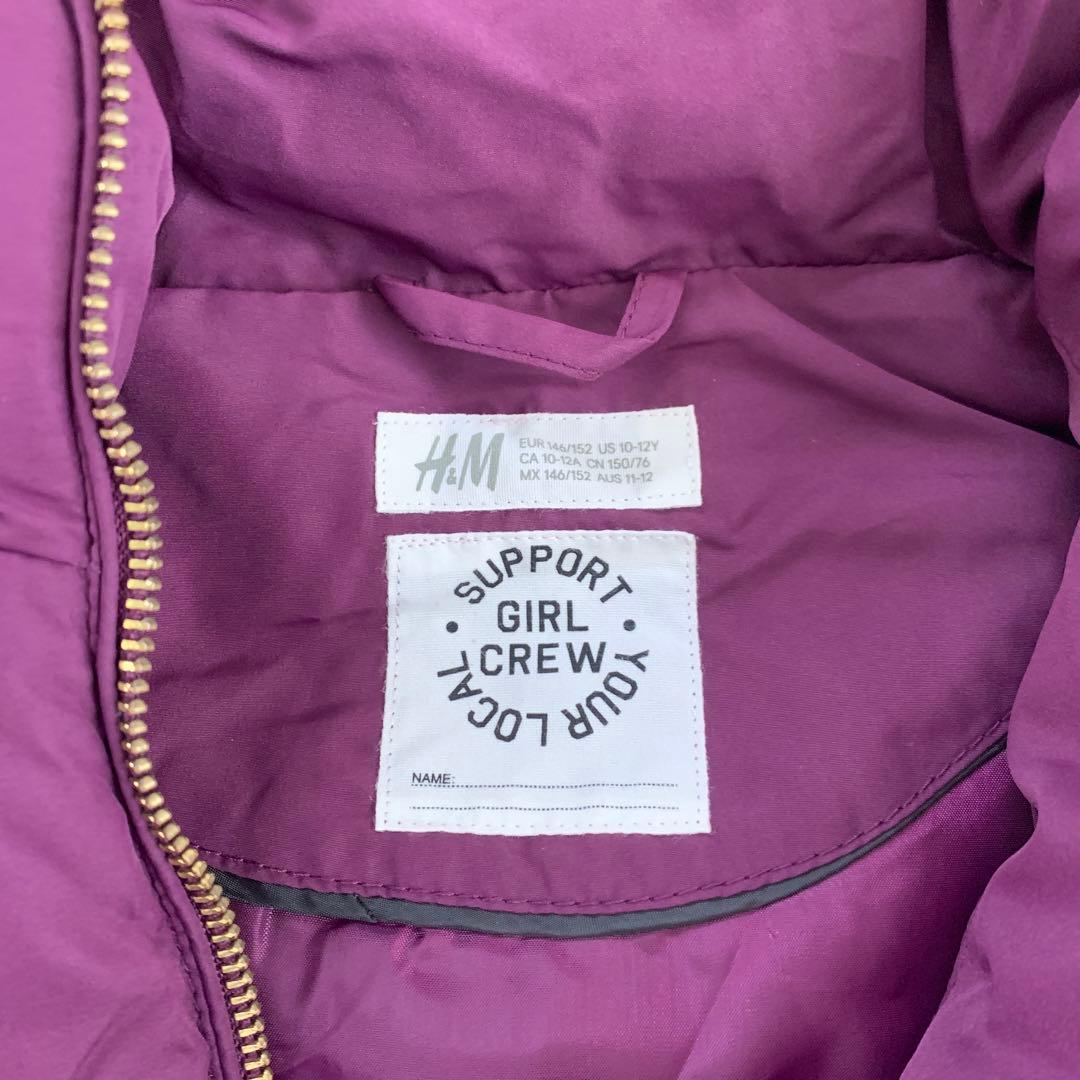 H&M
EUR 146/152 US 10-12Y
CA 10-12A CN 150/76
MX 146/152 AUS 11-12
SUPPORT
• GIRL •
CREW
YOUR LOCAL
NAME: